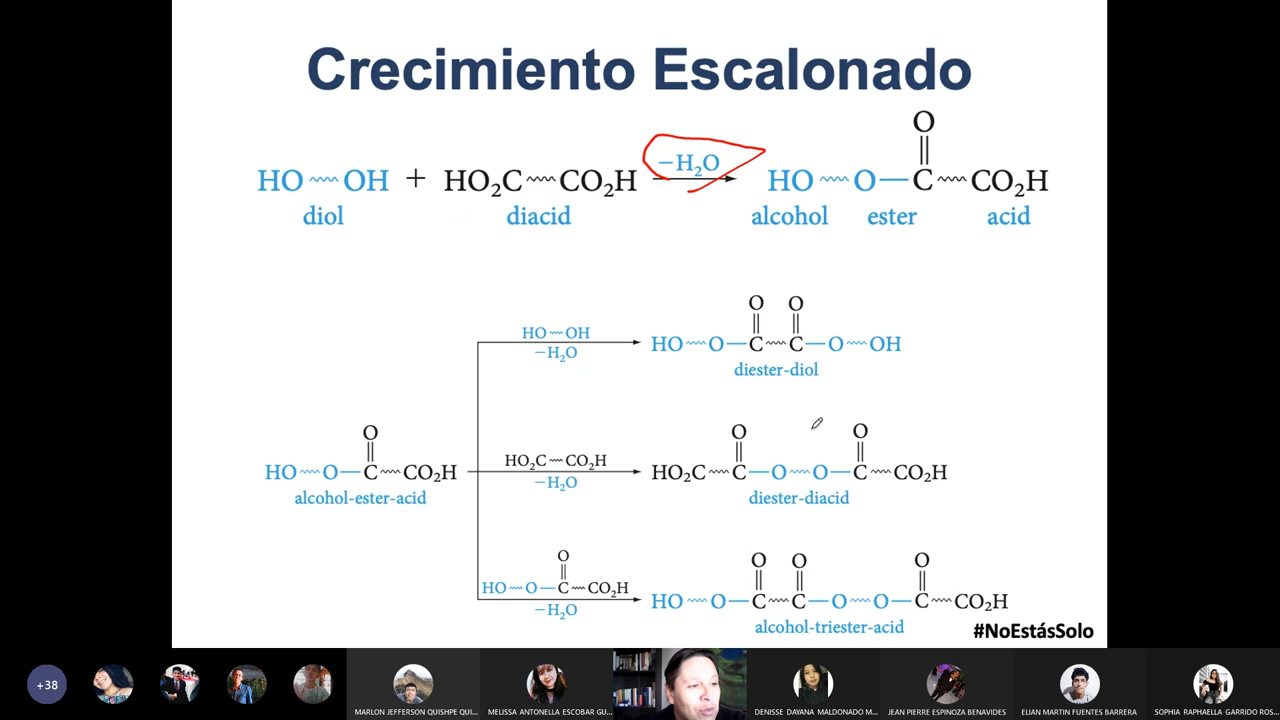 Crecimiento Escalonado
O
HO OH + HO₂C CO₂H −H₂O HO O — C CO₂H
diol diacid alcohol ester acid
O O
HO OH
−H₂O
HO O — C C — O OH
diester-diol
O O O
HO₂C CO₂H
−H₂O
HO O — C CO₂H HO₂C C — O O — C CO₂H
alcohol-ester-acid diester-diacid
O O O O
HO O — C CO₂H
−H₂O
HO O — C C — O O — C CO₂H
alcohol-triester-acid
#NoEstásSolo
+38
MARLON JEFFERSON QUISHPE QUI...
MELISSA ANTONELLA ESCOBAR GU...
DENISSE DAYANA MALDONADO M...
JEAN PIERRE ESPINOZA BENAVIDES
ELIAN MARTIN FUENTES BARRERA
SOPHIA RAPHAELLA GARRIDO ROS...